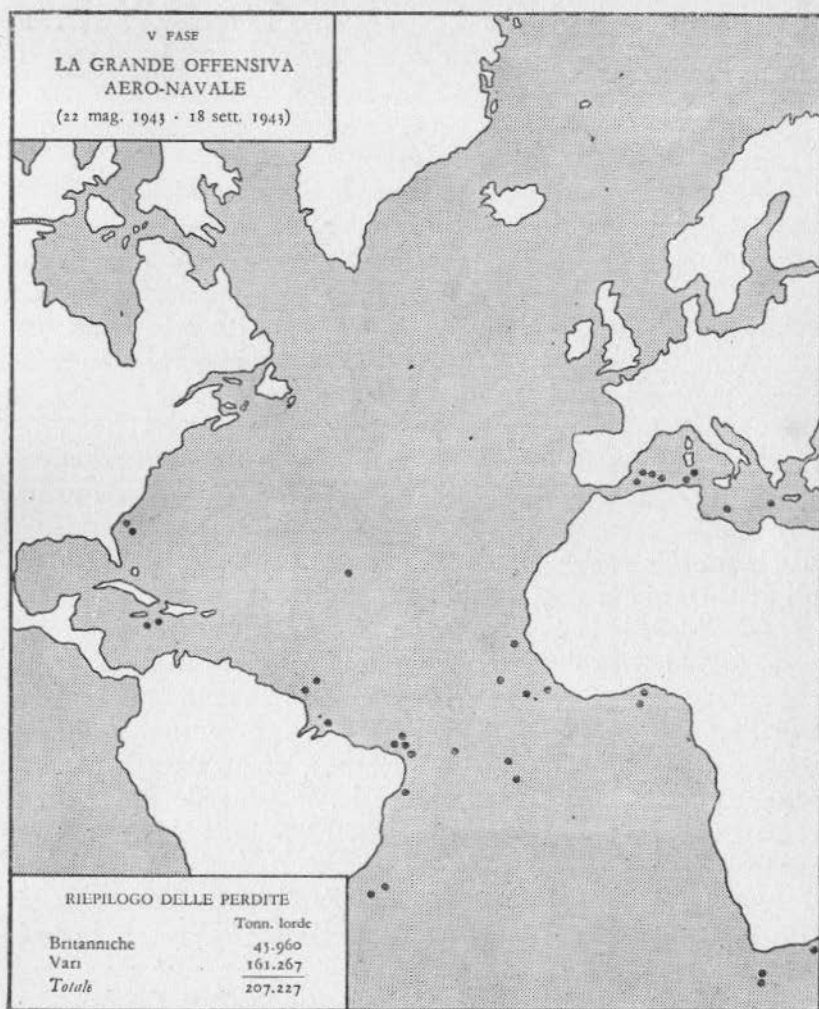 V FASE
LA GRANDE OFFENSIVA
AERO-NAVALE
(22 mag. 1943 - 18 sett. 1943)
RIEPILOGO DELLE PERDITE
Tonn. lorde
Britanniche 45.960
Vari 161.267
Totale 207.227